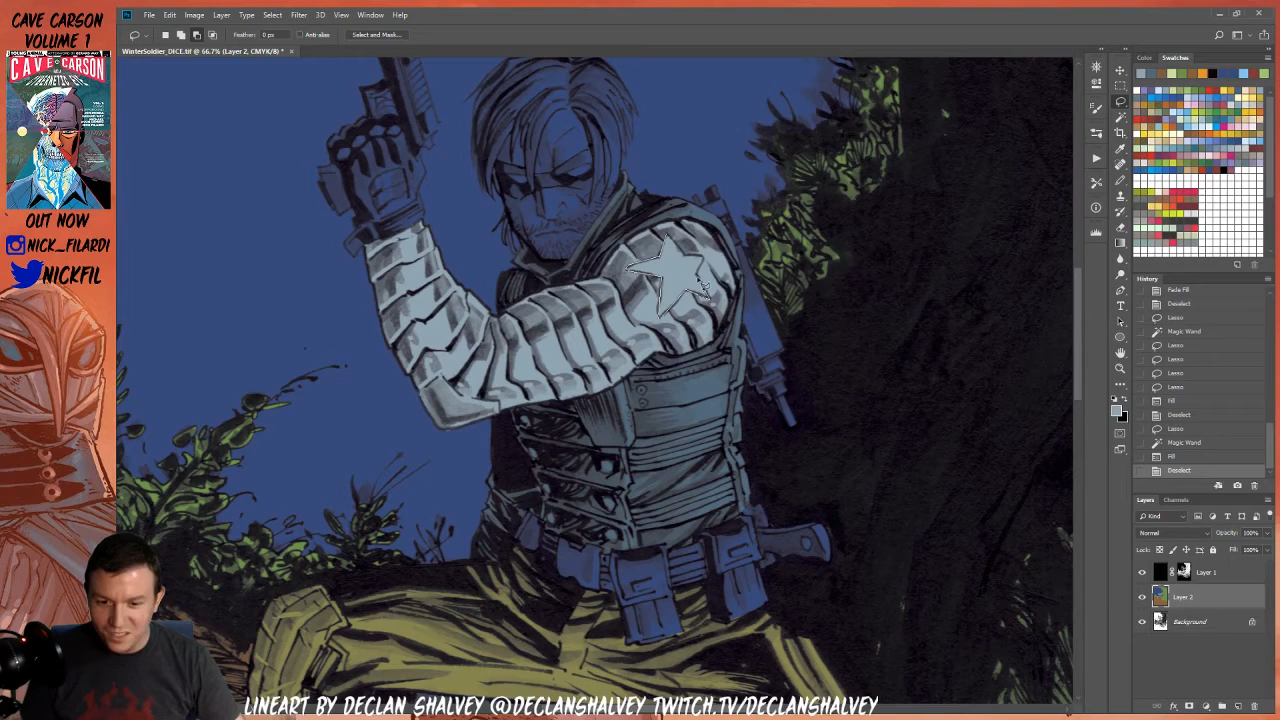 CAVE CARSON
VOLUME 1
CAVE CARSON
OUT NOW
NICK_FILARDI
NICKFIL
Ps File Edit Image Layer Type Select Filter 3D View Window Help
Feather: 0 px Anti-alias Select and Mask...
WinterSoldier_DICE.tif @ 66.7% (Layer 2, CMYK/8) * ×
Color Swatches
History
Fade Fill
Deselect
Lasso
Magic Wand
Lasso
Lasso
Lasso
Lasso
Fill
Deselect
Lasso
Magic Wand
Fill
Deselect
Layers Channels
Kind
Normal Opacity: 100%
Lock: Fill: 100%
Layer 1
Layer 2
Background
LINEART BY DECLAN SHALVEY @DECLANSHALVEY TWITCH.TV/DECLANSHALVEY